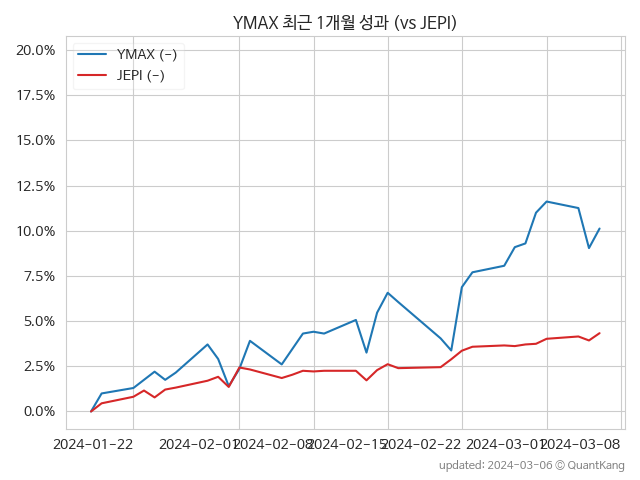 YMAX 최근 1개월 성과 (vs JEPI)
YMAX (-)
JEPI (-)
20.0%
17.5%
15.0%
12.5%
10.0%
7.5%
5.0%
2.5%
0.0%
2024-01-22 2024-02-01 2024-02-08 2024-02-15 2024-02-22 2024-03-01 2024-03-08
updated: 2024-03-06 © QuantKang